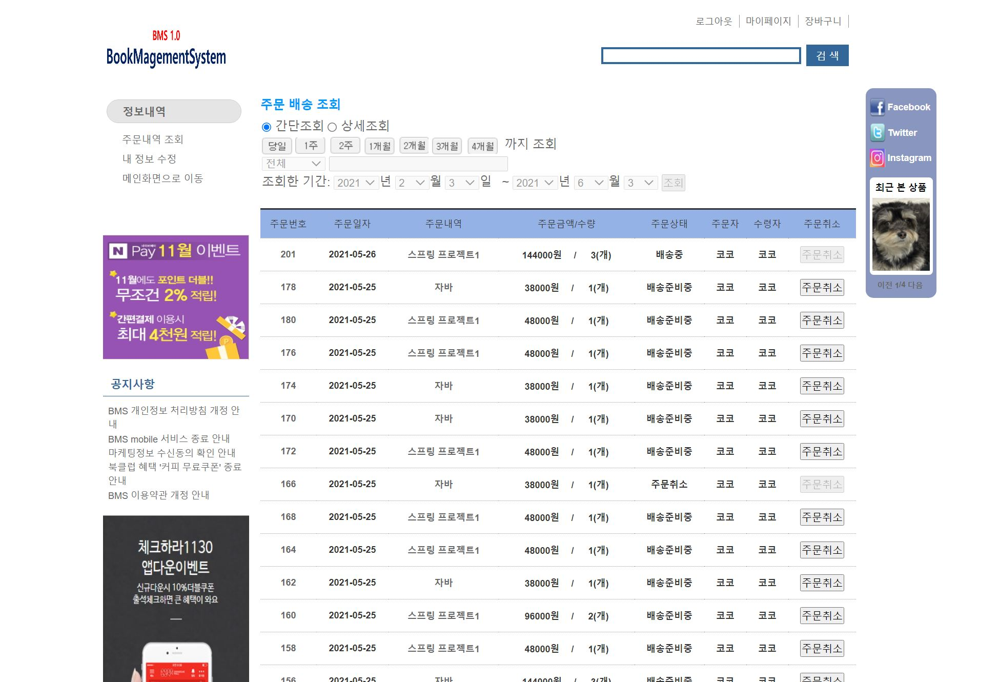 로그아웃 마이페이지 장바구니
BMS 1.0
BookMagementSystem
검 색
정보내역
주문내역 조회
내 정보 수정
메인화면으로 이동
N Pay 11월 이벤트
11월에도 포인트 더블!!
무조건 2% 적립!
간편결제 이용시
최대 4천원 적립!
P
공지사항
BMS 개인정보 처리방침 개정 안
내
BMS mobile 서비스 종료 안내
마케팅정보 수신동의 확인 안내
북클럽 혜택 '커피 무료쿠폰' 종료
안내
BMS 이용약관 개정 안내
체크하라1130
앱다운이벤트
신규다운시 10%더블쿠폰
출석체크하면 큰 혜택이 와요
주문 배송 조회
간단조회 상세조회
당일 1주 2주 1개월 2개월 3개월 4개월 까지 조회
전체
조회한 기간: 2021 년 2 월 3 일 ~ 2021 년 6 월 3 조회
주문번호 주문일자 주문내역 주문금액/수량 주문상태 주문자 수령자 주문취소
201 2021-05-26 스프링 프로젝트1 144000원 / 3(개) 배송중 코코 코코 주문취소
178 2021-05-25 자바 38000원 / 1(개) 배송준비중 코코 코코 주문취소
180 2021-05-25 스프링 프로젝트1 48000원 / 1(개) 배송준비중 코코 코코 주문취소
176 2021-05-25 스프링 프로젝트1 48000원 / 1(개) 배송준비중 코코 코코 주문취소
174 2021-05-25 자바 38000원 / 1(개) 배송준비중 코코 코코 주문취소
170 2021-05-25 자바 38000원 / 1(개) 배송준비중 코코 코코 주문취소
172 2021-05-25 스프링 프로젝트1 48000원 / 1(개) 배송준비중 코코 코코 주문취소
166 2021-05-25 자바 38000원 / 1(개) 주문취소 코코 코코 주문취소
168 2021-05-25 스프링 프로젝트1 48000원 / 1(개) 배송준비중 코코 코코 주문취소
164 2021-05-25 스프링 프로젝트1 48000원 / 1(개) 배송준비중 코코 코코 주문취소
162 2021-05-25 자바 38000원 / 1(개) 배송준비중 코코 코코 주문취소
160 2021-05-25 스프링 프로젝트1 96000원 / 2(개) 배송준비중 코코 코코 주문취소
158 2021-05-25 스프링 프로젝트1 48000원 / 1(개) 배송준비중 코코 코코 주문취소
156 2021-05-25 자바 144000원 / 3(개) 배송준비중 코코 코코 주문취소
Facebook
Twitter
Instagram
최근 본 상품
이전 1/4 다음